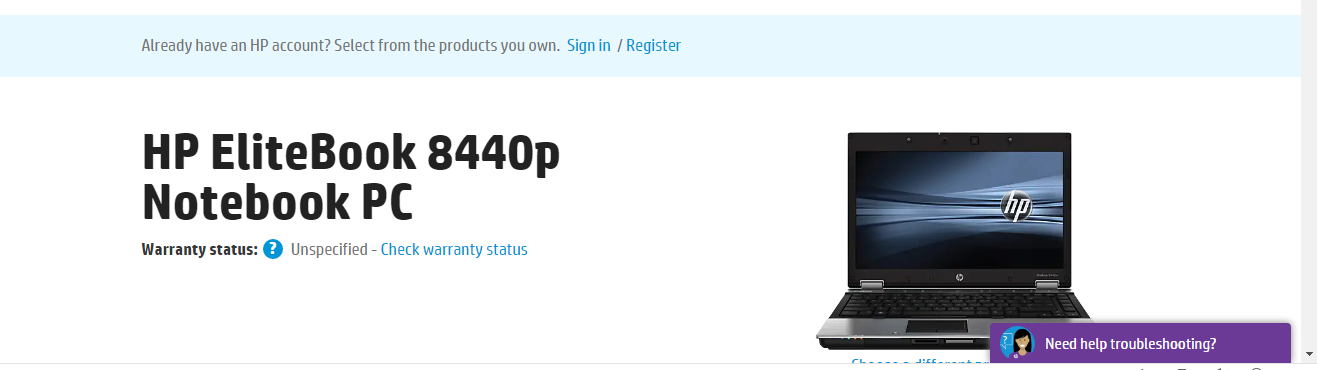 Already have an HP account? Select from the products you own. Sign in / Register
HP EliteBook 8440p
Notebook PC
Warranty status: ? Unspecified - Check warranty status
hp
Need help troubleshooting?
Choose a different